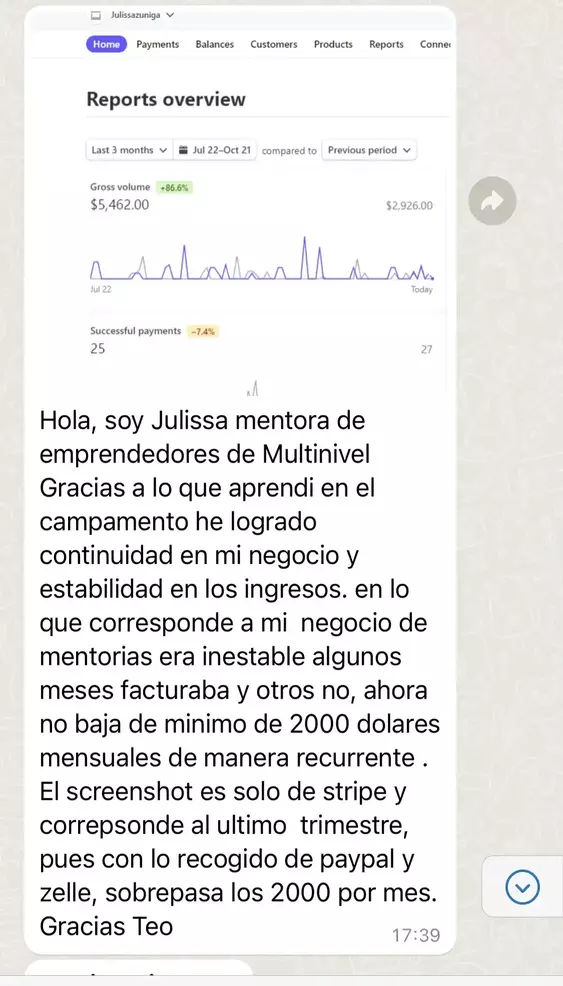 Julissazuniga
Home Payments Balances Customers Products Reports Connec
Reports overview
Last 3 months Jul 22–Oct 21 compared to Previous period
Gross volume +86.6%
$5,462.00 $2,926.00
Jul 22 Today
Successful payments −7.4%
25 27
Hola, soy Julissa mentora de
emprendedores de Multinivel
Gracias a lo que aprendi en el
campamento he logrado
continuidad en mi negocio y
estabilidad en los ingresos. en lo
que corresponde a mi negocio de
mentorias era inestable algunos
meses facturaba y otros no, ahora
no baja de minimo de 2000 dolares
mensuales de manera recurrente .
El screenshot es solo de stripe y
correpsonde al ultimo trimestre,
pues con lo recogido de paypal y
zelle, sobrepasa los 2000 por mes.
Gracias Teo
17:39